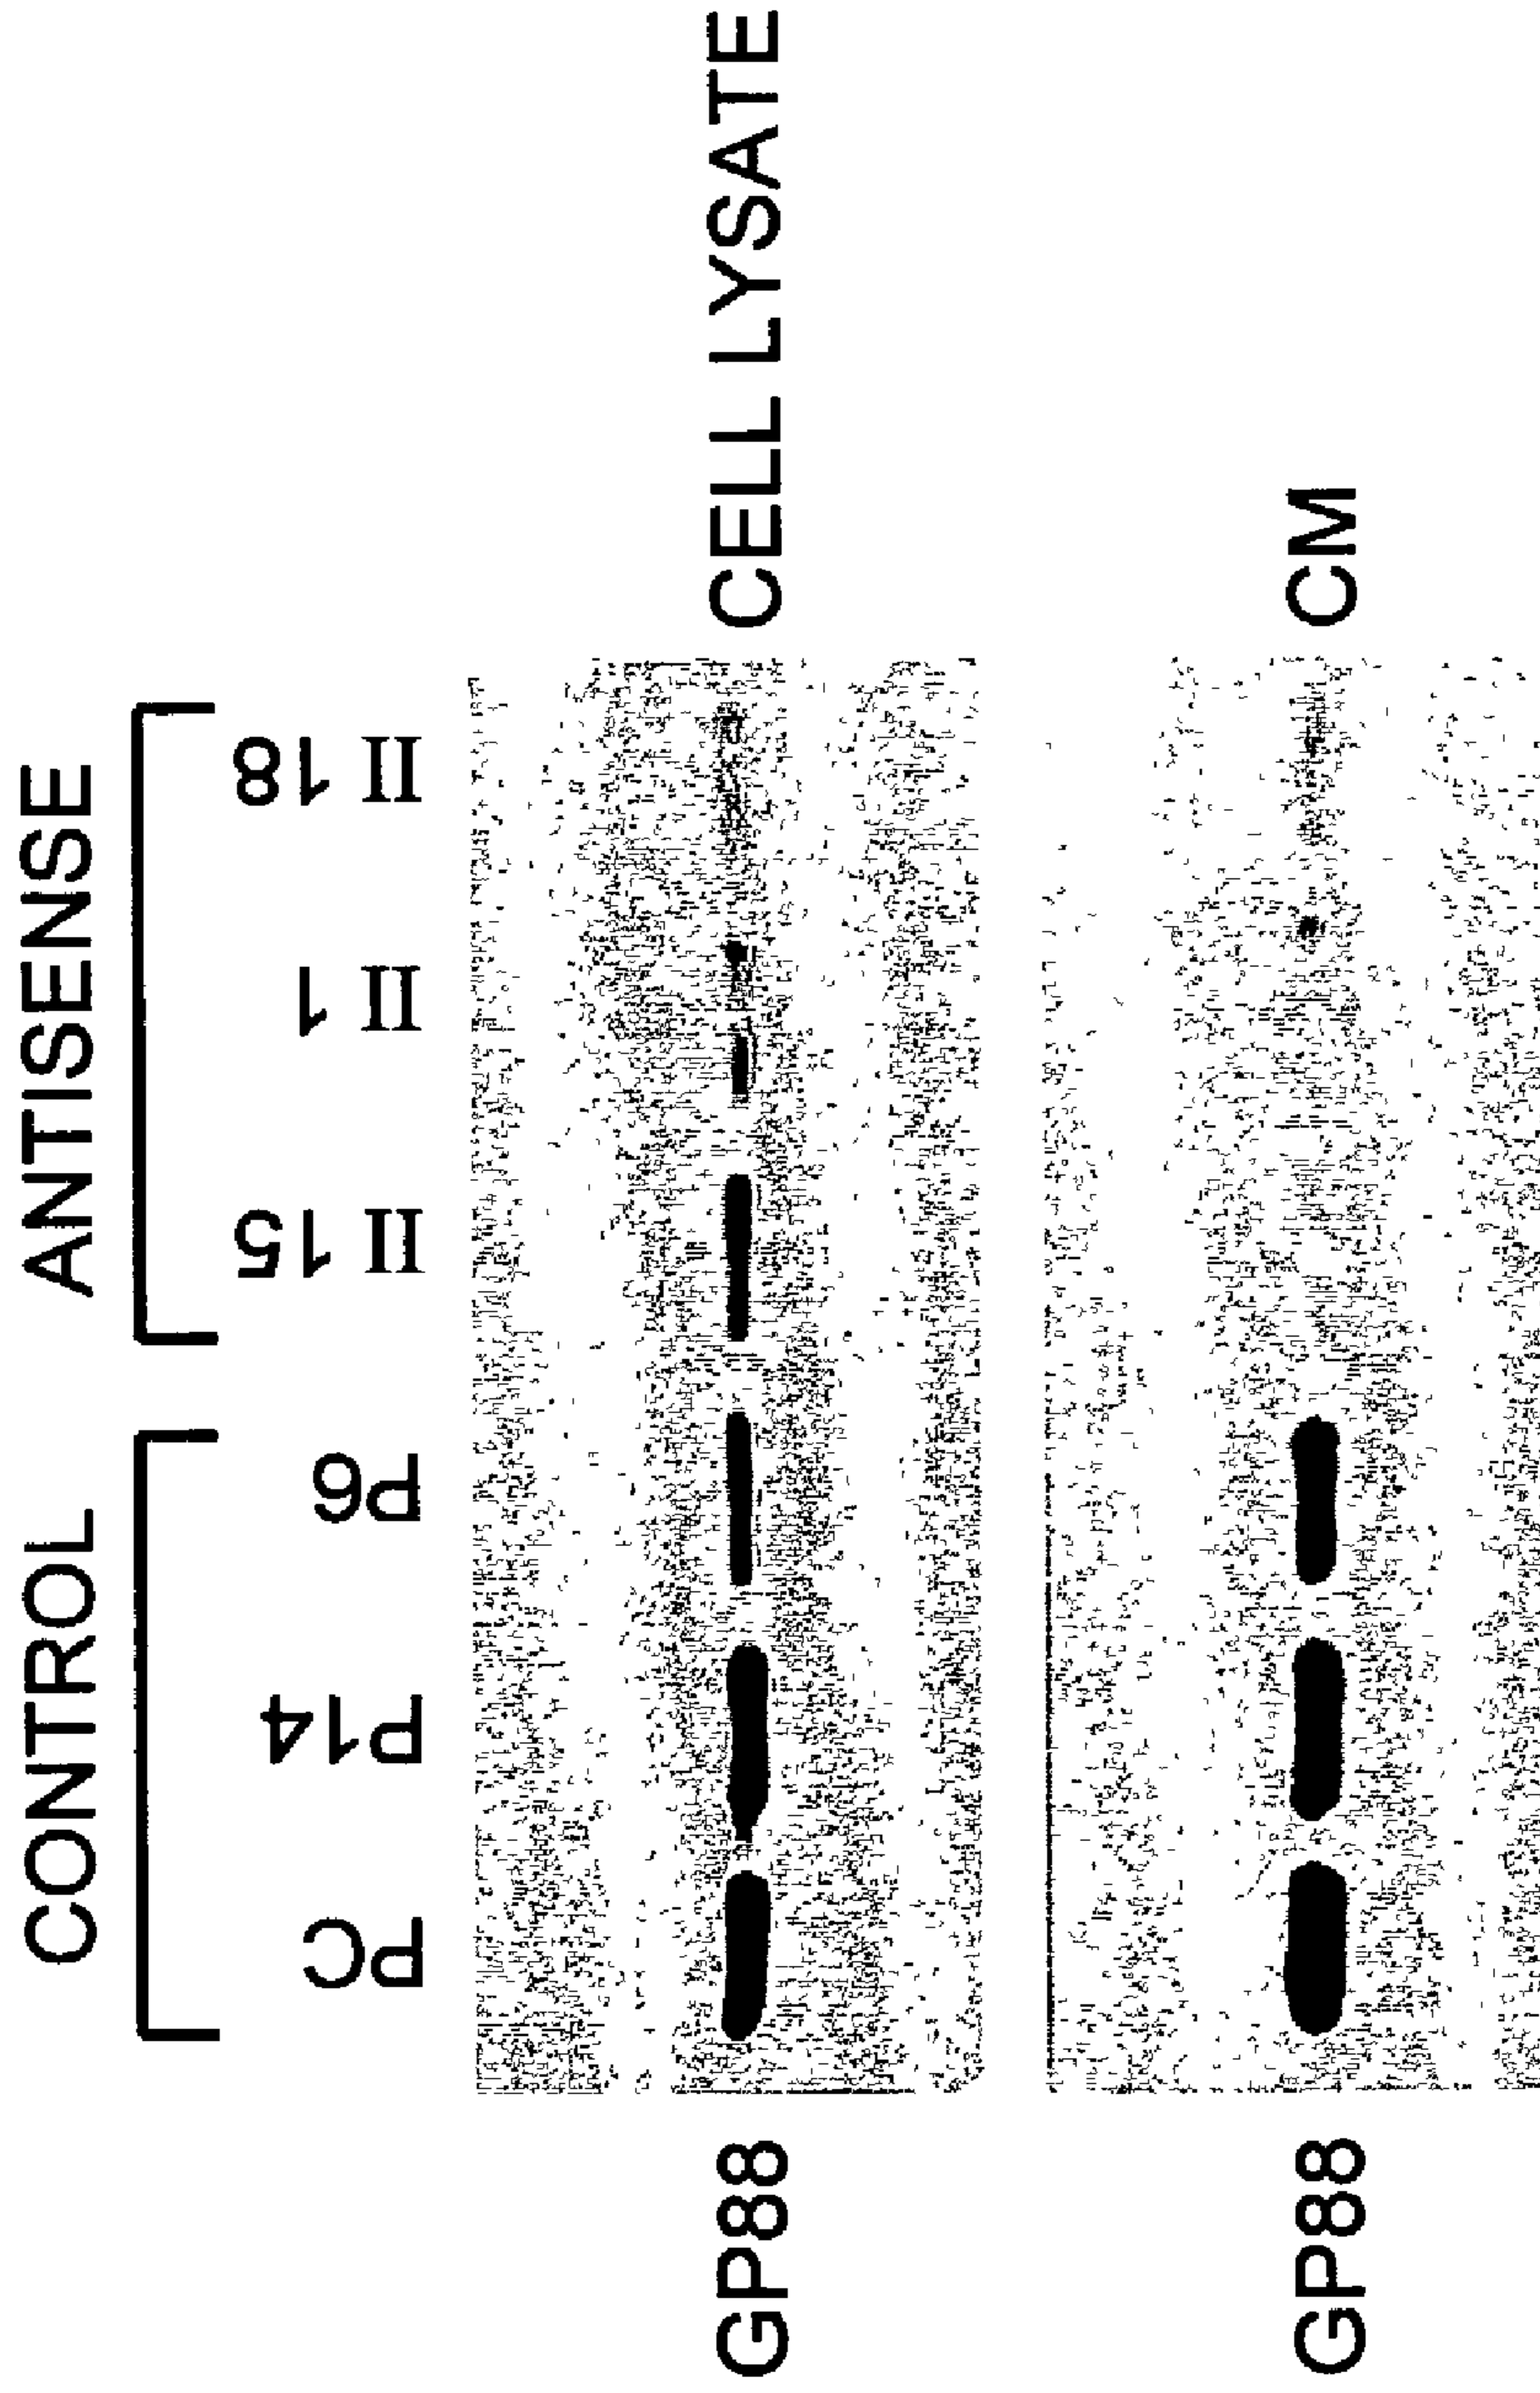 CONTROL ANTISENSE
PC P14 P6 II 15 II 1 II 18
GP88 CELL LYSATE
GP88 CM